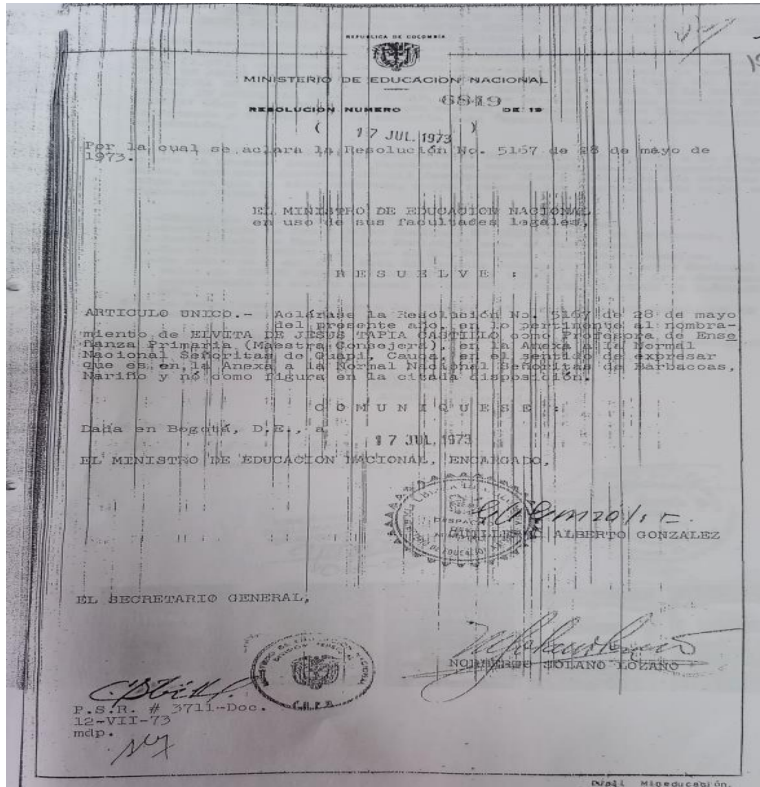 REPUBLICA DE COLOMBIA
MINISTERIO DE EDUCACION NACIONAL
RESOLUCIÓN NUMERO 6819 DE 19
( 17 JUL. 1973 )
Por la cual se aclara la Resolución No. 5167 de 28 de mayo de
1973.
EL MINISTRO DE EDUCACION NACIONAL
en uso de sus facultades legales,
R E S U E L V E :
ARTICULO UNICO.- Aclárase la Resolución No. 5167 de 28 de mayo
del presente año, en lo pertinente al nombra-
miento de ELVITA DE JESUS TAPIA CASTILLO como Profesora de Ense
ñanza Primaria (Maestra Consejera), en la Anexa a la Normal
Nacional Señoritas de Guapi, Cauca, en el sentido de expresar
que es en la Anexa a la Normal Nacional Señoritas de Barbacoas,
Nariño y nó como figura en la citada disposición.
C O M U N I Q U E S E :
Dada en Bogotá, D.E., a
17 JUL. 1973
EL MINISTRO DE EDUCACION NACIONAL, ENCARGADO,
ALBERTO GONZALEZ
EL SECRETARIO GENERAL,
NORBERTO SOLANO LOZANO
P.S.R. # 3711-Doc.
12-VII-73
mdp.
Mineducación.